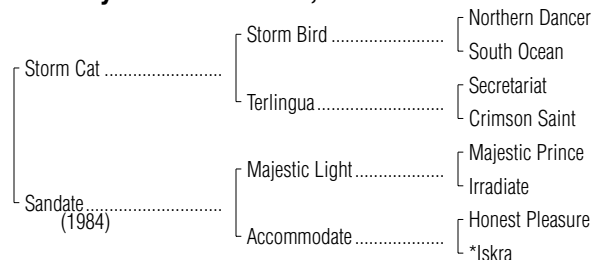 Northern Dancer
Storm Bird ........................
South Ocean
Storm Cat .........................
Secretariat
Terlingua...........................
Crimson Saint
Majestic Prince
Majestic Light...................
Irradiate
Sandate.............................
(1984)
Honest Pleasure
Accommodate ...................
*Iskra